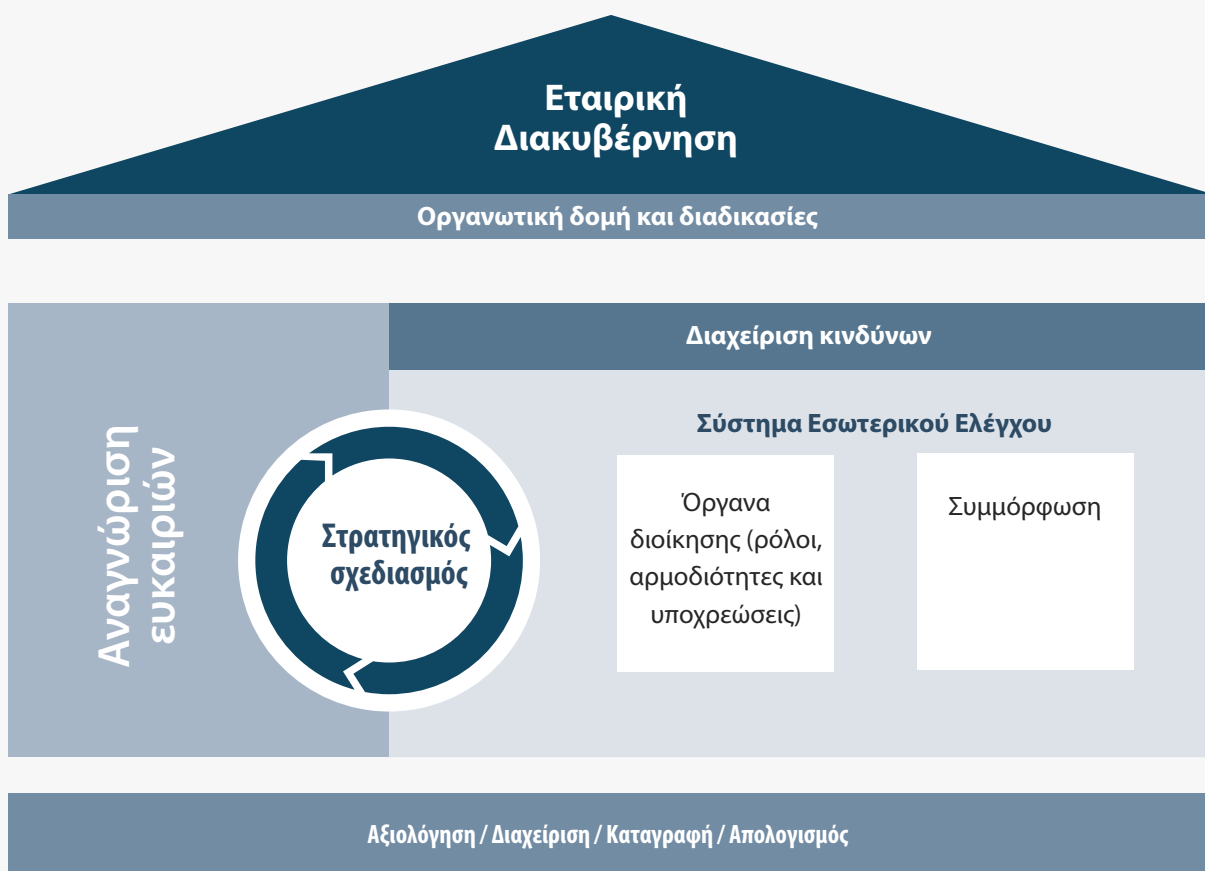 Εταιρική
Διακυβέρνηση
Οργανωτική δομή και διαδικασίες
Αναγνώριση
ευκαιριών
Στρατηγικός
σχεδιασμός
Διαχείριση κινδύνων
Σύστημα Εσωτερικού Ελέγχου
Όργανα
διοίκησης (ρόλοι,
αρμοδιότητες και
υποχρεώσεις)
Συμμόρφωση
Αξιολόγηση / Διαχείριση / Καταγραφή / Απολογισμός